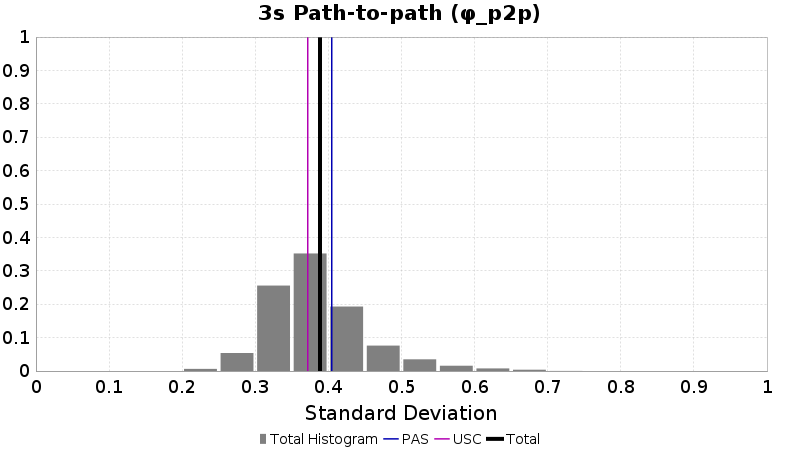 3s Path-to-path (φ_p2p)
1
0.9
0.8
0.7
0.6
0.5
0.4
0.3
0.2
0.1
0
0 0.1 0.2 0.3 0.4 0.5 0.6 0.7 0.8 0.9 1
Standard Deviation
Total Histogram PAS USC Total